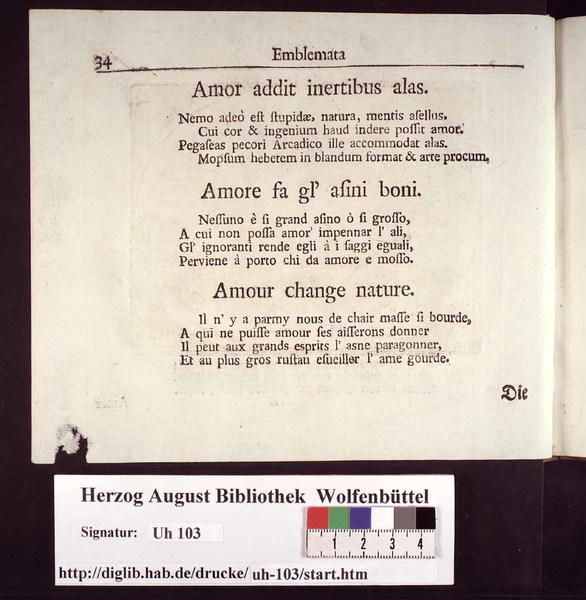 34
Emblemata
Amor addit inertibus alas.
Nemo adeò eſt ſtupidæ, natura, mentis aſellus,
Cui cor & ingenium haud indere poſſit amor.
Pegaſeas pecori Arcadico ille accommodat alas.
Mopſum hebetem in blandum format & arte procum,
Amore fa gl' aſini boni.
Neſſuno è ſi grand aſino ò ſi groſſo,
A cui non poſſa amor' impennar l' ali,
Gl' ignoranti rende egli à i ſaggi eguali,
Perviene à porto chi da amore e moſſo.
Amour change nature.
Il n' y a parmy nous de chair maſſe ſi bourde,
A qui ne puiſſe amour ſes aiſſerons donner
Il peut aux grands esprits l' asne paragonner,
Et au plus gros ruſtau eſueiller l' ame gourde.
Die
Herzog August Bibliothek Wolfenbüttel
Signatur: Uh 103
1 2 3 4
http://diglib.hab.de/drucke/ uh-103/start.htm